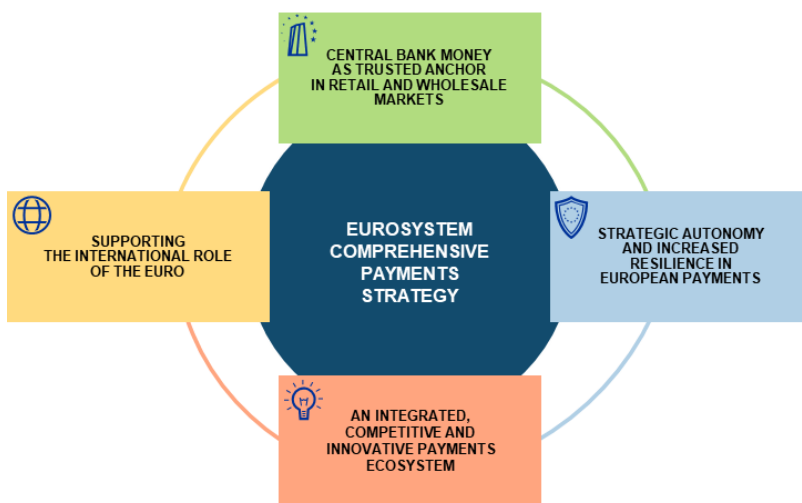 CENTRAL BANK MONEY
AS TRUSTED ANCHOR
IN RETAIL AND WHOLESALE
MARKETS
SUPPORTING
THE INTERNATIONAL ROLE
OF THE EURO
EUROSYSTEM
COMPREHENSIVE
PAYMENTS
STRATEGY
STRATEGIC AUTONOMY
AND INCREASED
RESILIENCE IN
EUROPEAN PAYMENTS
AN INTEGRATED,
COMPETITIVE AND
INNOVATIVE PAYMENTS
ECOSYSTEM